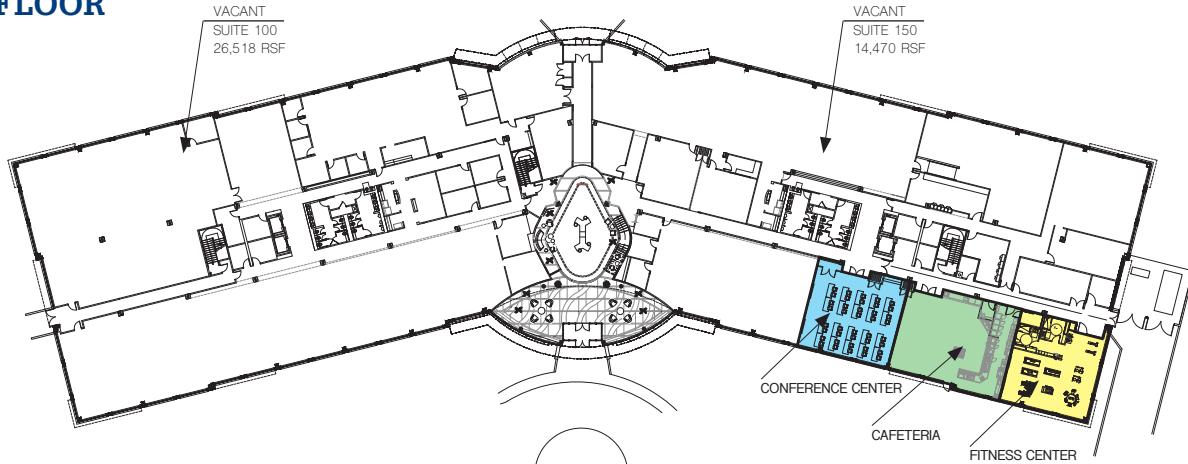 FLOOR
VACANT
SUITE 100
26,518 RSF
VACANT
SUITE 150
14,470 RSF
CONFERENCE CENTER
CAFETERIA
FITNESS CENTER